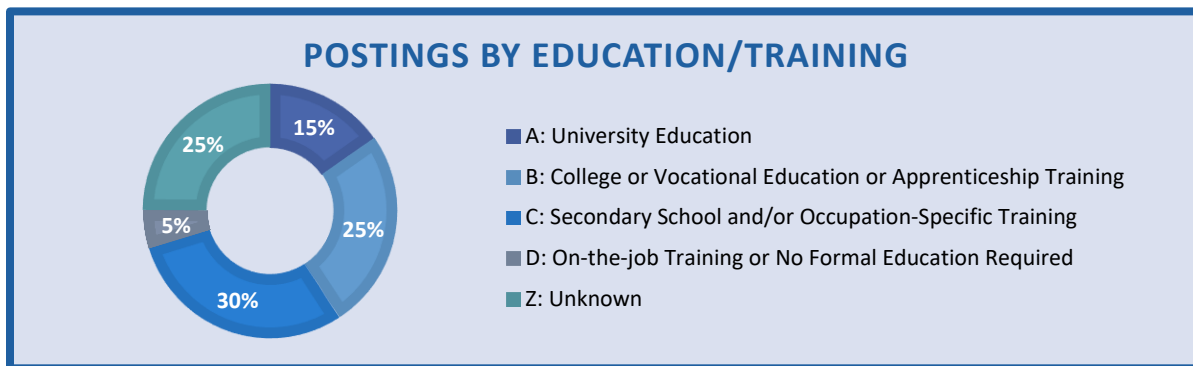 POSTINGS BY EDUCATION/TRAINING
15%
25%
30%
5%
25%
A: University Education
B: College or Vocational Education or Apprenticeship Training
C: Secondary School and/or Occupation-Specific Training
D: On-the-job Training or No Formal Education Required
Z: Unknown